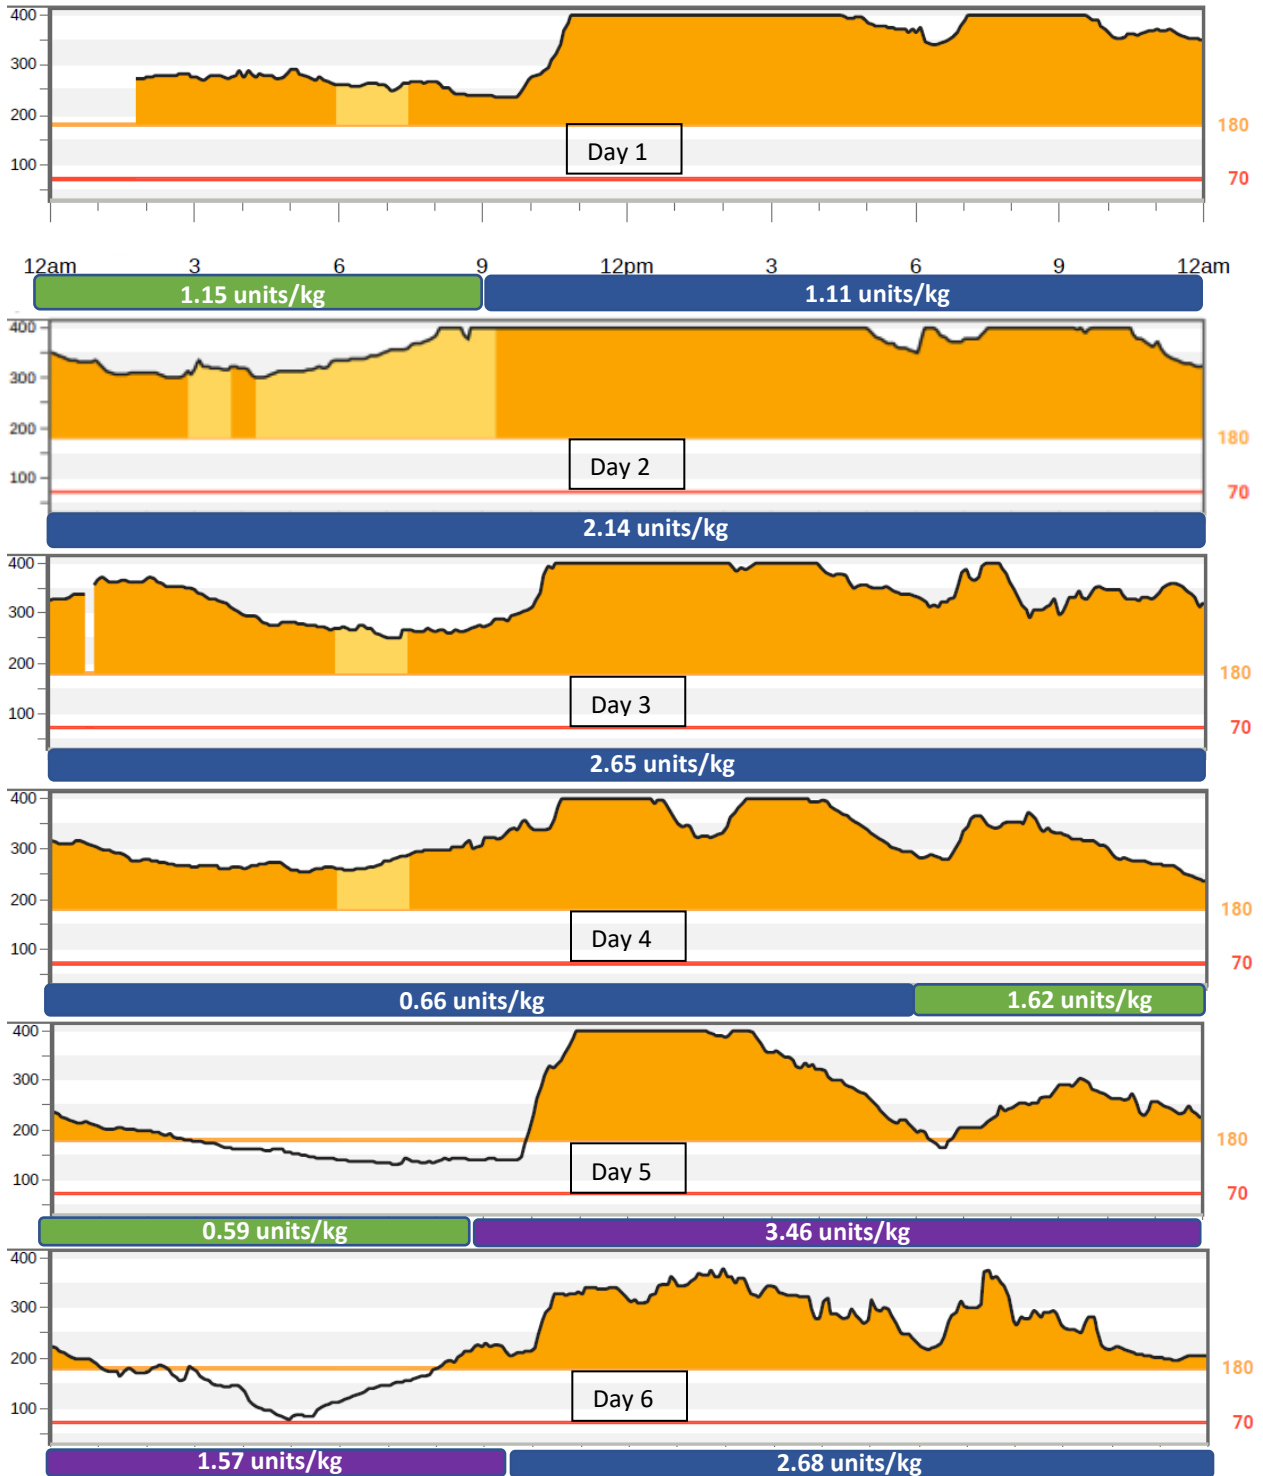 400
300
200
100
180
70
Day 1
12am 3 6 9 12pm 3 6 9 12am
1.15 units/kg 1.11 units/kg
400
300
200
100
180
70
Day 2
2.14 units/kg
400
300
200
100
180
70
Day 3
2.65 units/kg
400
300
200
100
180
70
Day 4
0.66 units/kg 1.62 units/kg
400
300
200
100
180
70
Day 5
0.59 units/kg 3.46 units/kg
400
300
200
100
180
70
Day 6
1.57 units/kg 2.68 units/kg